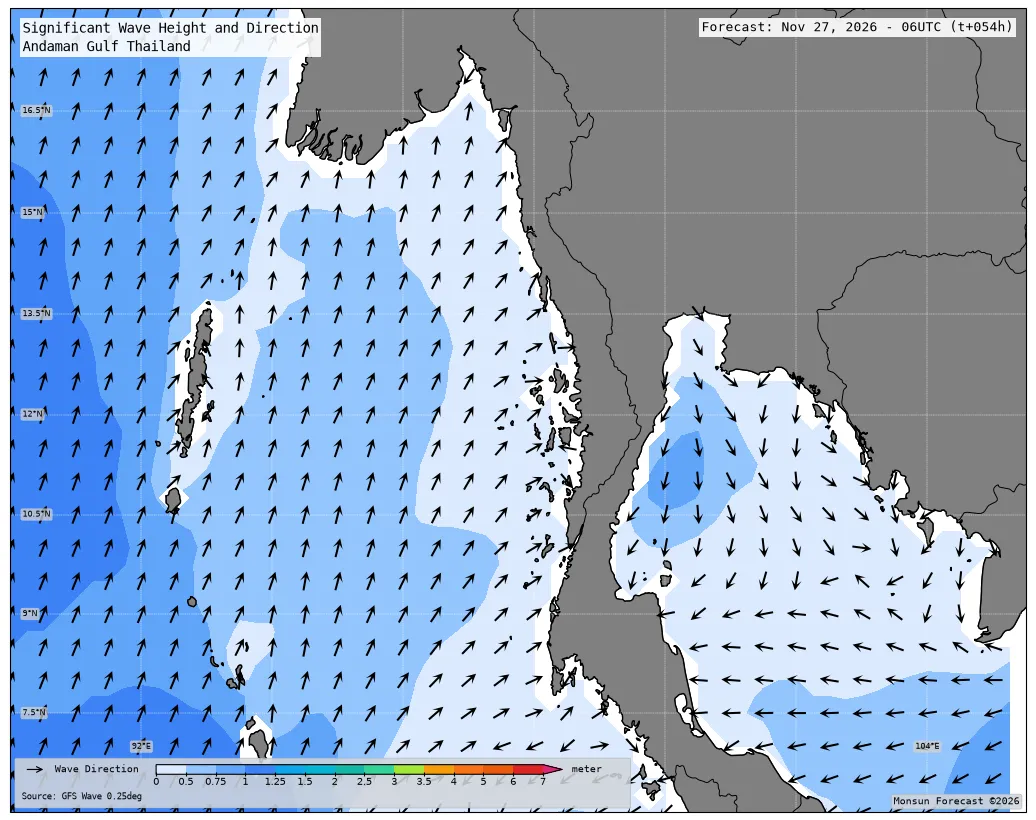 Significant Wave Height and Direction
Andaman Gulf Thailand
Forecast: Nov 27, 2026 - 06UTC (t+054h)
16.5°N
15°N
13.5°N
12°N
10.5°N
9°N
7.5°N
92°E
104°E
Wave Direction
0.5 0.75 1 1.25 1.5 2 2.5 3 3.5 4 5 6 7
meter
Source: GFS Wave 0.25deg
Monsun Forecast ©2026